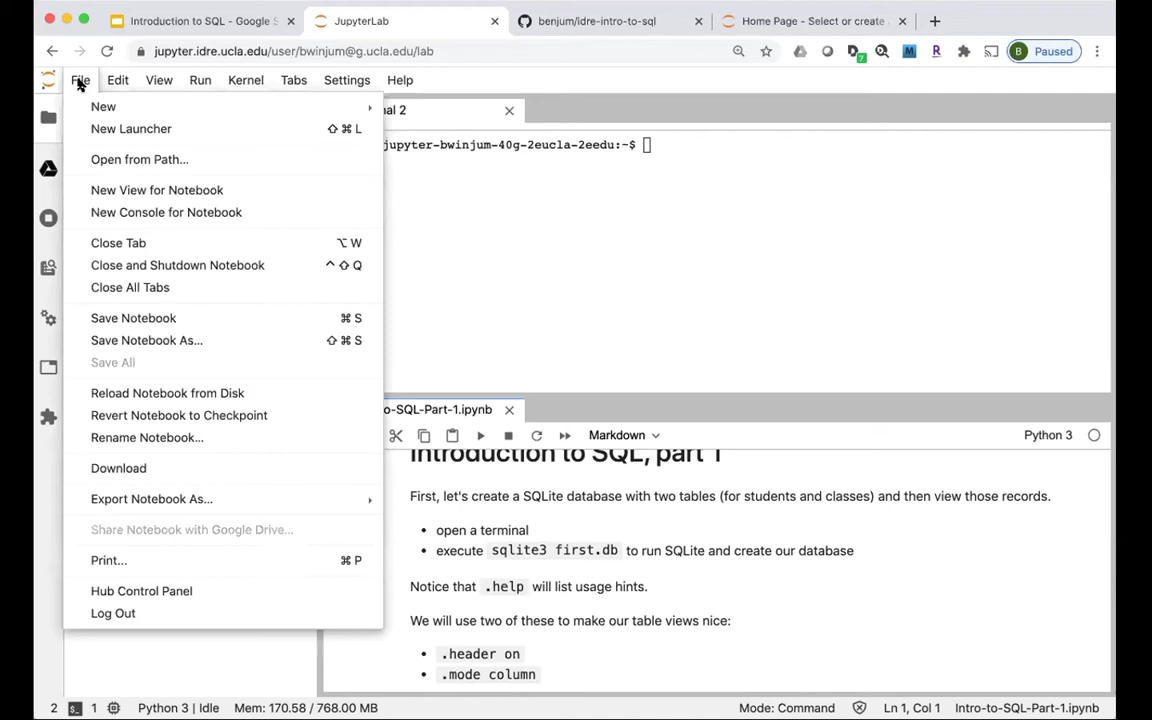 Introduction to SQL - Google S
JupyterLab
benjum/idre-intro-to-sql
Home Page - Select or create
jupyter.idre.ucla.edu/user/bwinjum@g.ucla.edu/lab
7
M
R
B
Paused
File
Edit
View
Run
Kernel
Tabs
Settings
Help
New
New Launcher ⇧ ⌘ L
Open from Path...
New View for Notebook
New Console for Notebook
Close Tab ⌥ W
Close and Shutdown Notebook ⌃ ⇧ Q
Close All Tabs
Save Notebook ⌘ S
Save Notebook As... ⇧ ⌘ S
Save All
Reload Notebook from Disk
Revert Notebook to Checkpoint
Rename Notebook...
Download
Export Notebook As...
Share Notebook with Google Drive...
Print... ⌘ P
Hub Control Panel
Log Out
nal 2
jupyter-bwinjum-40g-2eucla-2eedu:~$
o-SQL-Part-1.ipynb
Markdown
Python 3
Introduction to SQL, part 1
First, let's create a SQLite database with two tables (for students and classes) and then view those records.
• open a terminal
• execute sqlite3 first.db to run SQLite and create our database
Notice that .help will list usage hints.
We will use two of these to make our table views nice:
• .header on
• .mode column
2
1
Python 3 | Idle
Mem: 170.58 / 768.00 MB
Mode: Command
Ln 1, Col 1
Intro-to-SQL-Part-1.ipynb